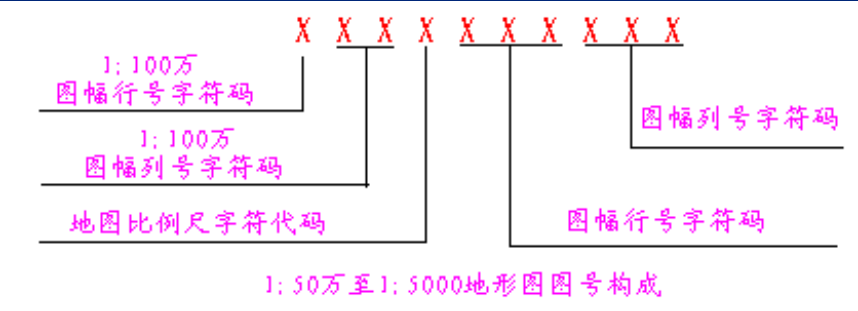 X X X X X X X X X X
1:100万
图幅行号字符码
1:100万
图幅列号字符码
地图比例尺字符代码
图幅列号字符码
图幅行号字符码
1:50万至1:5000地形图图号构成